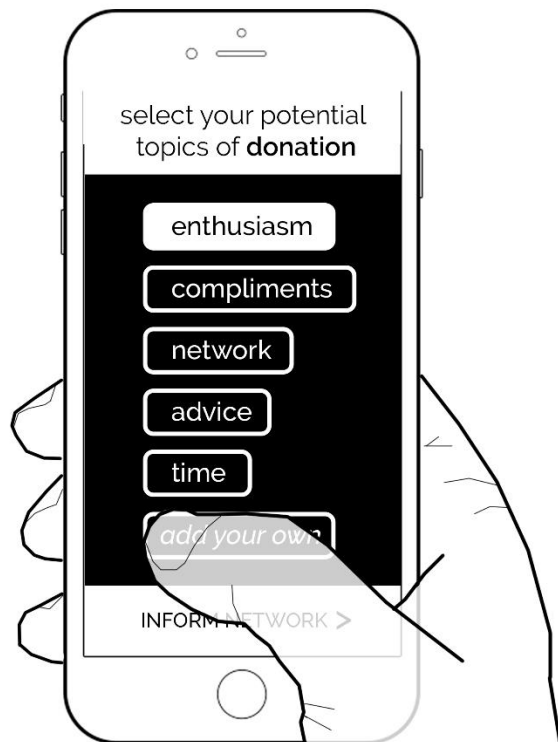 select your potential
topics of donation
enthusiasm
compliments
network
advice
time
add your own
INFORM NETWORK >